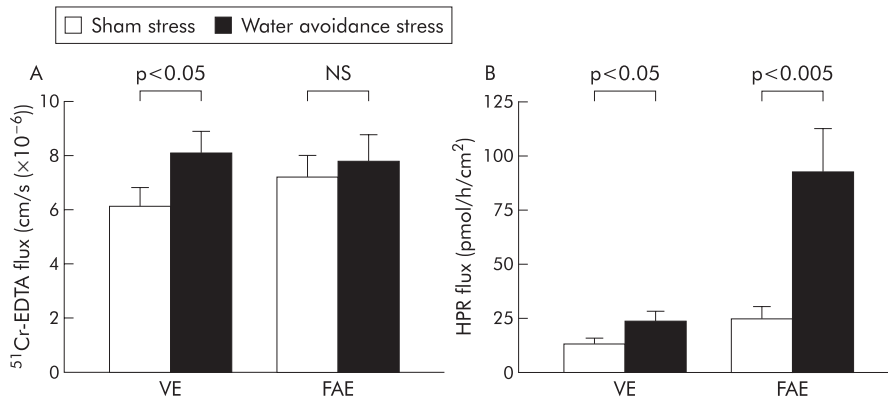 Sham stress Water avoidance stress
A
p<0.05 NS
⁵¹Cr-EDTA flux (cm/s (×10⁻⁶))
10
8
6
4
2
0
VE FAE
B
p<0.05 p<0.005
HPR flux (pmol/h/cm²)
125
100
75
50
25
0
VE FAE